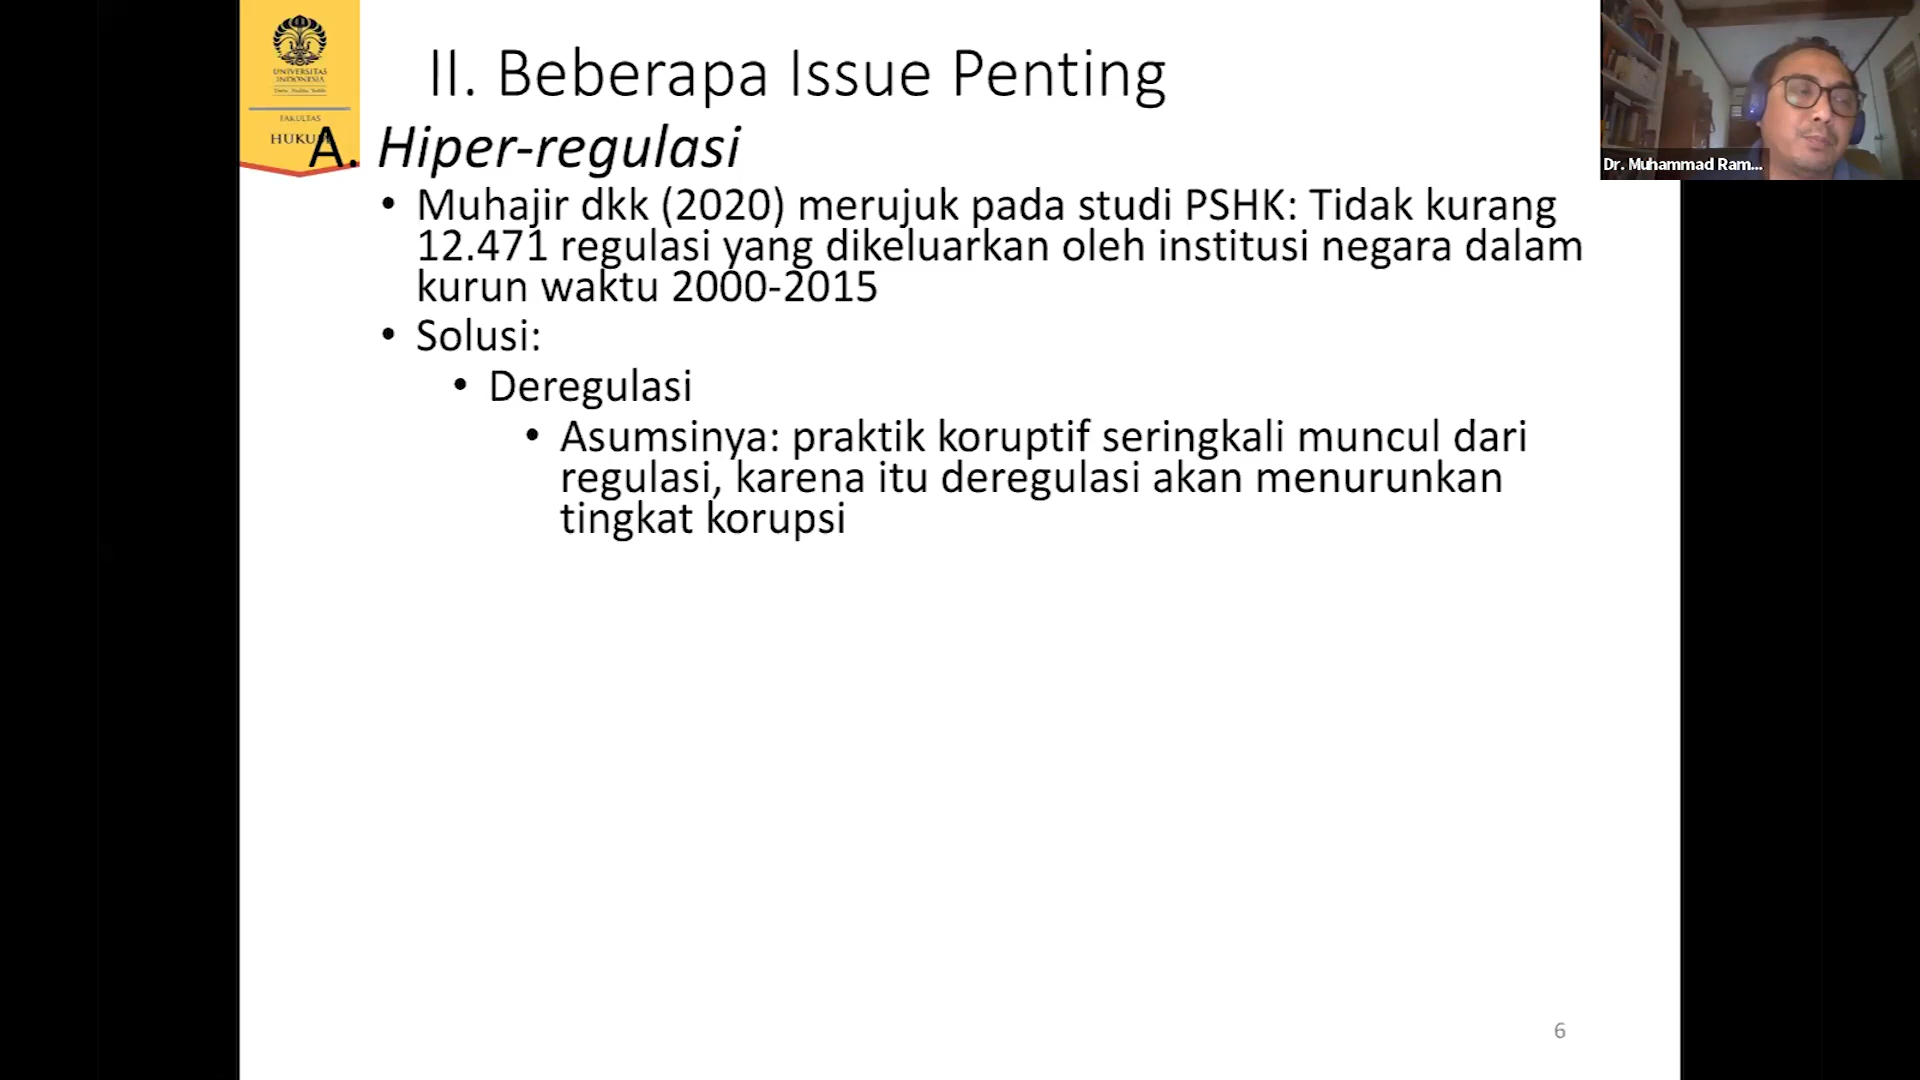 UNIVERSITAS
INDONESIA
FAKULTAS
HUKUM
II. Beberapa Issue Penting
A. Hiper-regulasi
• Muhajir dkk (2020) merujuk pada studi PSHK: Tidak kurang
12.471 regulasi yang dikeluarkan oleh institusi negara dalam
kurun waktu 2000-2015
• Solusi:
• Deregulasi
• Asumsinya: praktik koruptif seringkali muncul dari
regulasi, karena itu deregulasi akan menurunkan
tingkat korupsi
6
Dr. Muhammad Ram...